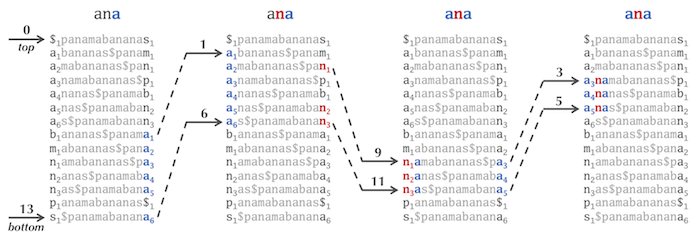 ana
0
top
$₁panamabananas₁
a₁bananas$panam₁
a₂mabananas$pan₁
a₃namabananas$p₁
a₄nanas$panamab₁
a₅nas$panamaban₂
a₆s$panamabanan₃
b₁ananas$panama₁
m₁abananas$pana₂
n₁amabananas$pa₃
n₂anas$panamaba₄
n₃as$panamabana₅
p₁anamabananas$₁
s₁$panamabanana₆
13
bottom
ana
1
6
$₁panamabananas₁
a₁bananas$panam₁
a₂mabananas$pan₁
a₃namabananas$p₁
a₄nanas$panamab₁
a₅nas$panamaban₂
a₆s$panamabanan₃
b₁ananas$panama₁
m₁abananas$pana₂
n₁amabananas$pa₃
n₂anas$panamaba₄
n₃as$panamabana₅
p₁anamabananas$₁
s₁$panamabanana₆
ana
9
11
$₁panamabananas₁
a₁bananas$panam₁
a₂mabananas$pan₁
a₃namabananas$p₁
a₄nanas$panamab₁
a₅nas$panamaban₂
a₆s$panamabanan₃
b₁ananas$panama₁
m₁abananas$pana₂
n₁amabananas$pa₃
n₂anas$panamaba₄
n₃as$panamabana₅
p₁anamabananas$₁
s₁$panamabanana₆
ana
3
5
$₁panamabananas₁
a₁bananas$panam₁
a₂mabananas$pan₁
a₃namabananas$p₁
a₄nanas$panamab₁
a₅nas$panamaban₂
a₆s$panamabanan₃
b₁ananas$panama₁
m₁abananas$pana₂
n₁amabananas$pa₃
n₂anas$panamaba₄
n₃as$panamabana₅
p₁anamabananas$₁
s₁$panamabanana₆